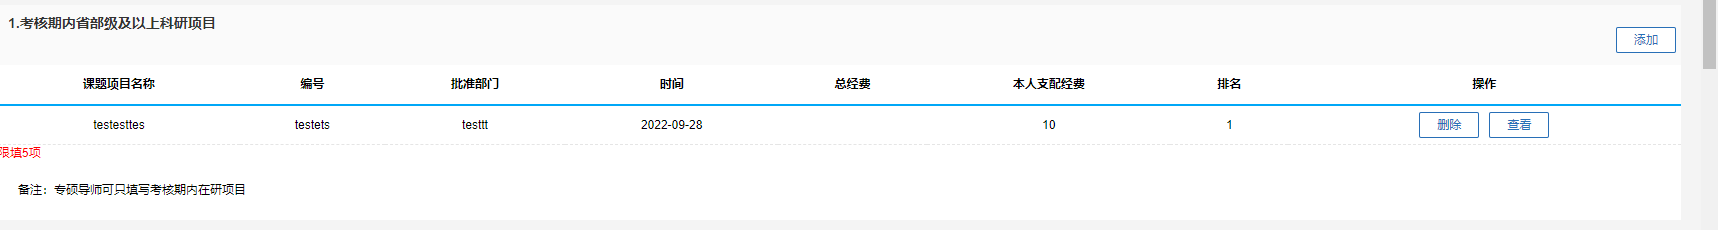 1.考核期内省部级及以上科研项目
添加
课题项目名称 编号 批准部门 时间 总经费 本人支配经费 排名 操作
testesttes testets testtt 2022-09-28 10 1 删除 查看
限填5项
备注：专硕导师可只填写考核期内在研项目